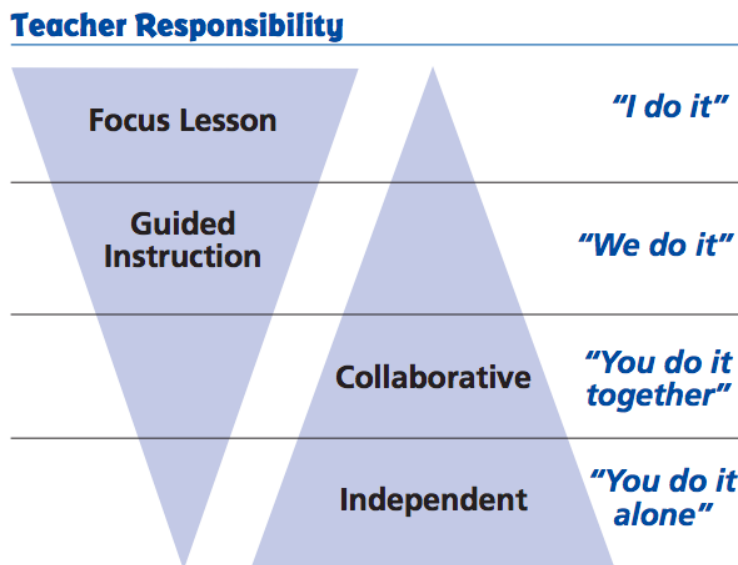 Teacher Responsibility
Focus Lesson
“I do it”
Guided
Instruction
“We do it”
Collaborative
“You do it
together”
Independent
“You do it
alone”